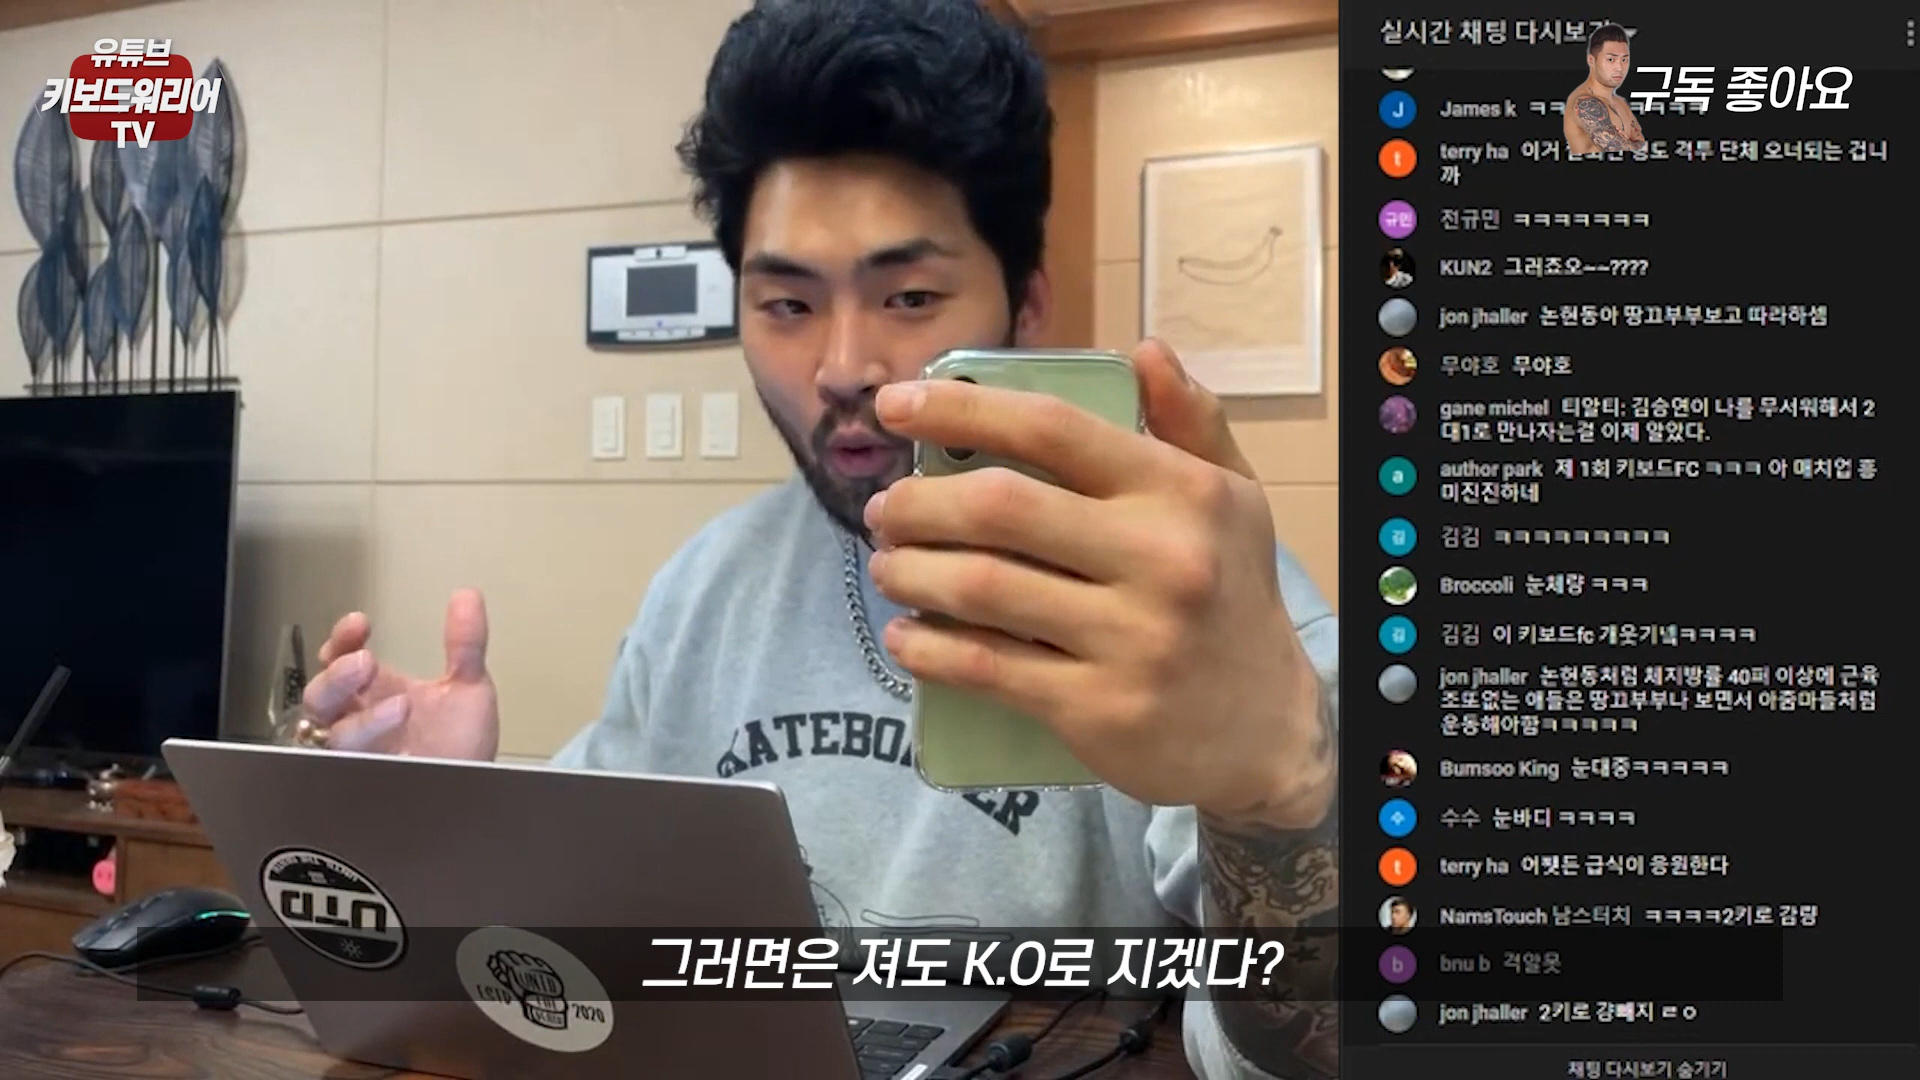 유튜브
키보드워리어
TV
구독 좋아요
실시간 채팅 다시보기
James k
terry ha 이거 격투 단체 오너되는 겁니
까
규민 전규민 ㅋㅋㅋㅋㅋㅋㅋ
KUN2 그러죠오~~????
jon jhaller 논현동아 땅끄부부보고 따라하셈
무야호 무야호
gane michel 티알티: 김승연이 나를 무서워해서 2
대1로 만나자는걸 이제 알았다.
author park 제 1회 키보드FC ㅋㅋㅋ 아 매치업 흥
미진진하네
김김 ㅋㅋㅋㅋㅋㅋㅋㅋㅋ
Broccoli 눈체량 ㅋㅋㅋ
김김 이 키보드fc 개웃기넼ㅋㅋㅋㅋ
jon jhaller 논현동처럼 체지방률 40퍼 이상에 근육
조또없는 애들은 땅끄부부나 보면서 아줌마들처럼
운동해야함ㅋㅋㅋㅋㅋ
Bumsoo King 눈대중ㅋㅋㅋㅋㅋ
수수 눈바디 ㅋㅋㅋㅋ
terry ha 어쨋든 급식이 응원한다
NamsTouch 남스터치 ㅋㅋㅋㅋ2키로 감량
bnu b 격알못
jon jhaller 2키로 걍빼지 ㄹㅇ
채팅 다시보기 숨기기
UTD
2020
그러면은 져도 K.O로 지겠다?